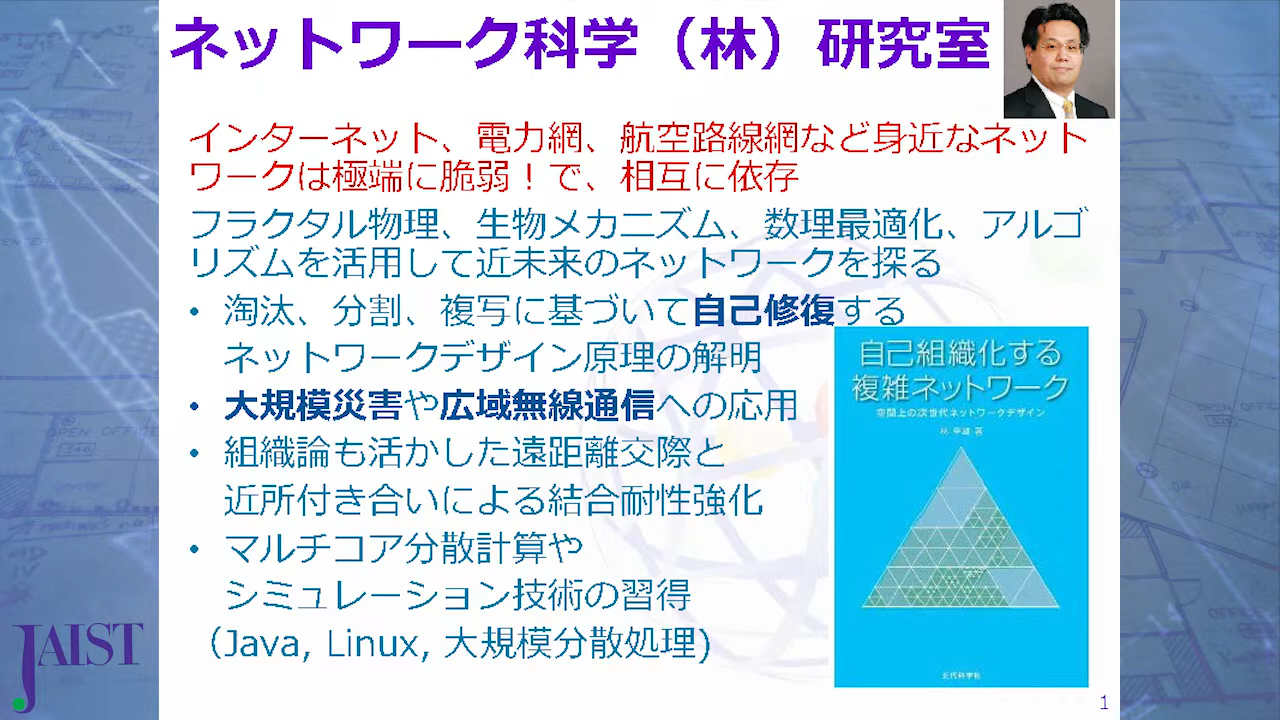 ネットワーク科学（林）研究室
インターネット、電力網、航空路線網など身近なネット
ワークは極端に脆弱！で、相互に依存
フラクタル物理、生物メカニズム、数理最適化、アルゴ
リズムを活用して近未来のネットワークを探る
• 淘汰、分割、複写に基づいて自己修復する
ネットワークデザイン原理の解明
• 大規模災害や広域無線通信への応用
• 組織論も活かした遠距離交際と
近所付き合いによる結合耐性強化
• マルチコア分散計算や
シミュレーション技術の習得
（Java, Linux, 大規模分散処理)
自己組織化する
複雑ネットワーク
空間上の次世代ネットワークデザイン
林 幸雄 著
近代科学社
JAIST
1
OPEN OFFICE
546